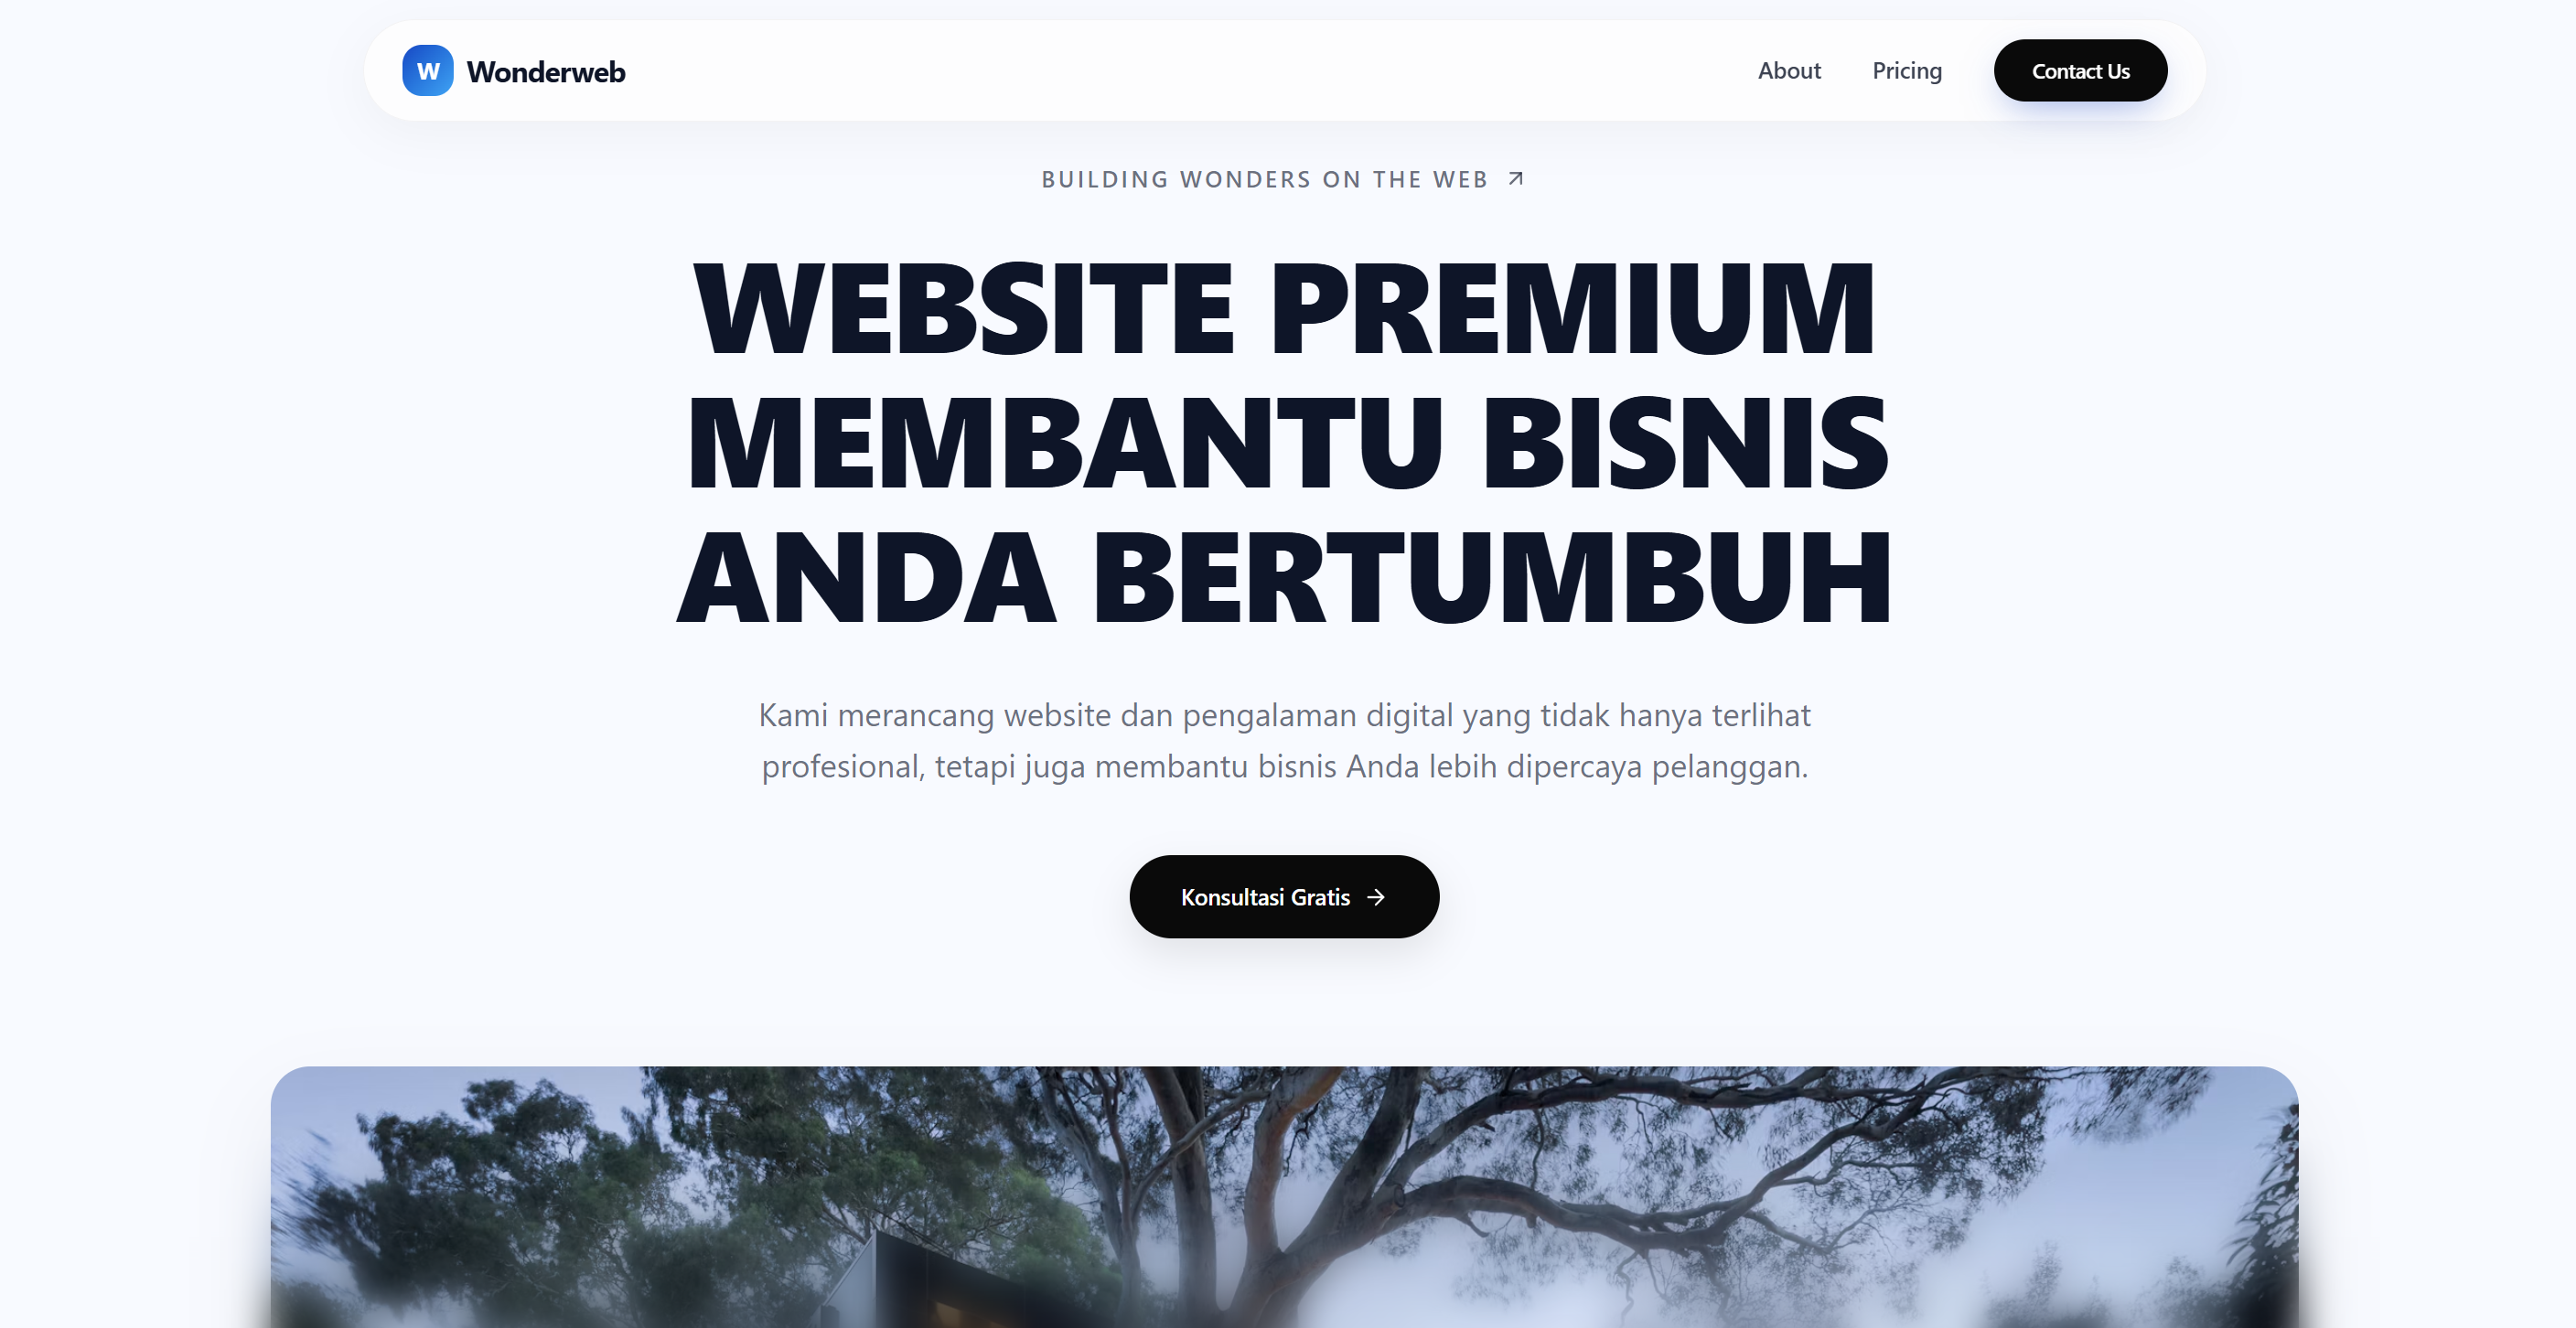 W Wonderweb
About
Pricing
Contact Us
BUILDING WONDERS ON THE WEB
WEBSITE PREMIUM
MEMBANTU BISNIS
ANDA BERTUMBUH
Kami merancang website dan pengalaman digital yang tidak hanya terlihat
profesional, tetapi juga membantu bisnis Anda lebih dipercaya pelanggan.
Konsultasi Gratis